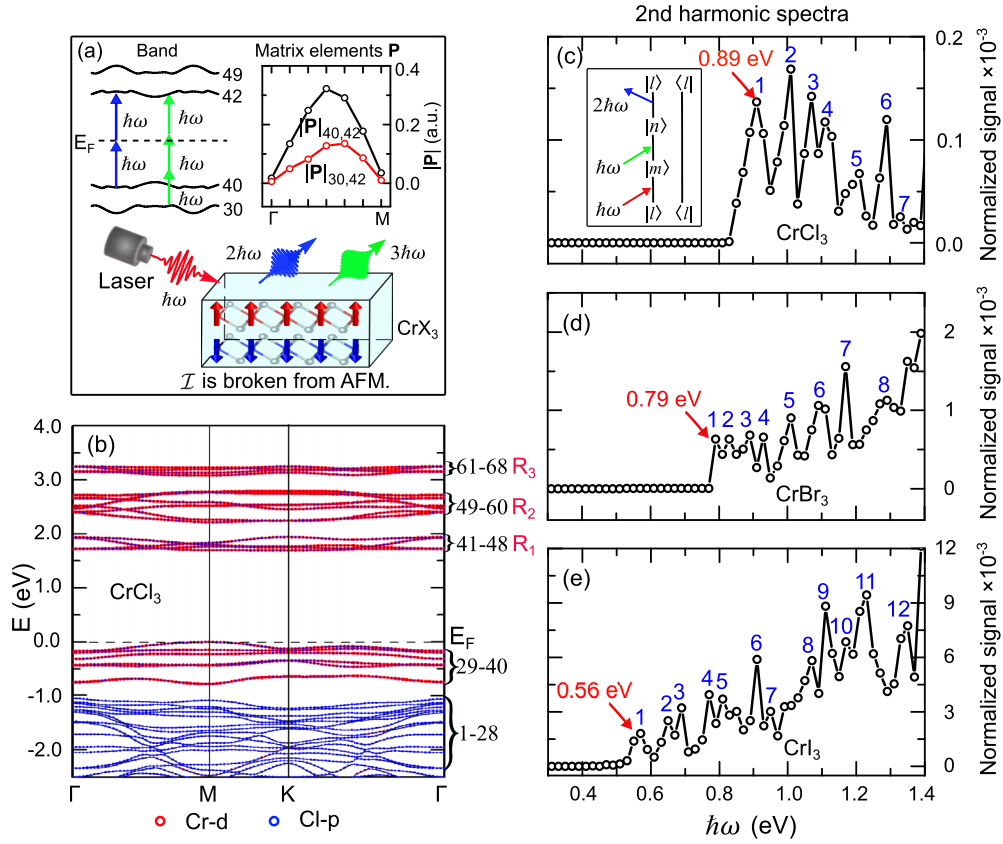 2nd harmonic spectra
(a)
Band
Matrix elements P
49
42
ħω
ħω
E_F
ħω
ħω
40
ħω
30
0.4
0.2
0.0
|P| (a.u.)
|P|_40,42
|P|_30,42
Γ
M
Laser
ħω
2ħω
3ħω
CrX₃
ℐ is broken from AFM.
(b)
4.0
3.0
2.0
1.0
0.0
-1.0
-2.0
E (eV)
CrCl₃
61-68 R₃
49-60 R₂
41-48 R₁
E_F
29-40
1-28
Γ
M
K
Γ
Cr-d
Cl-p
(c)
0.89 eV
1
2
3
4
5
6
7
|l⟩ ⟨l|
2ħω
|n⟩
ħω
|m⟩
ħω
|l⟩ ⟨l|
CrCl₃
0.2
0.1
0.0
Normalized signal ×10⁻³
(d)
0.79 eV
1
2
3
4
5
6
7
8
CrBr₃
2
1
0
Normalized signal ×10⁻³
(e)
0.56 eV
1
2
3
4
5
6
7
8
9
10
11
12
CrI₃
12
9
6
3
0
Normalized signal ×10⁻³
0.4
0.6
0.8
1.0
1.2
1.4
ħω (eV)